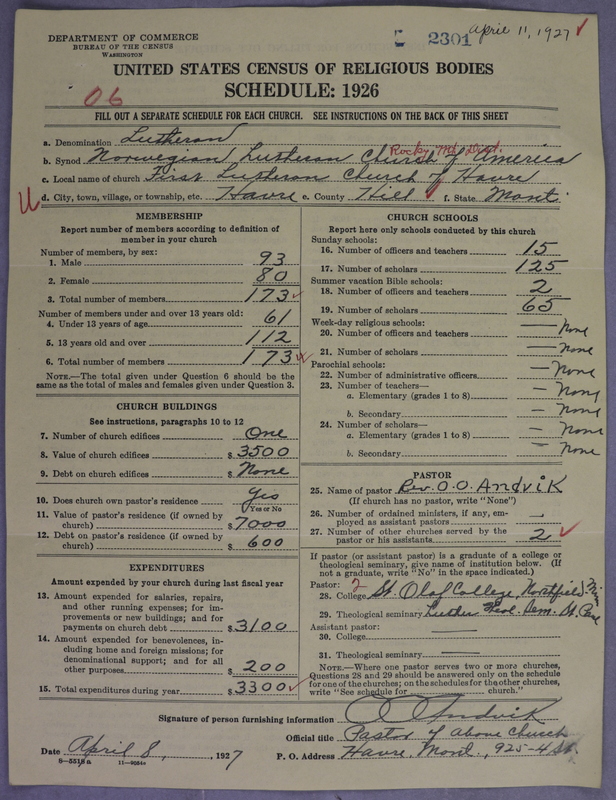 DEPARTMENT OF COMMERCE
BUREAU OF THE CENSUS
WASHINGTON
2301
April 11, 1927
UNITED STATES CENSUS OF RELIGIOUS BODIES
SCHEDULE: 1926
06
FILL OUT A SEPARATE SCHEDULE FOR EACH CHURCH. SEE INSTRUCTIONS ON THE BACK OF THIS SHEET
a. Denomination Lutheran
Rocky Mt. Dist.
b. Synod Norwegian Lutheran Church of America
c. Local name of church First Lutheran Church of Havre
d. City, town, village, or township, etc. Havre e. County Hill f. State Mont.
MEMBERSHIP
Report number of members according to definition of member in your church
Number of members, by sex:
1. Male 93
2. Female 80
3. Total number of members 173
Number of members under and over 13 years old:
4. Under 13 years of age 61
5. 13 years old and over 112
6. Total number of members 173
NOTE.—The total given under Question 6 should be the same as the total of males and females given under Question 3.
CHURCH BUILDINGS
See instructions, paragraphs 10 to 12
7. Number of church edifices One
8. Value of church edifices $3500
9. Debt on church edifices $None
10. Does church own pastor's residence Yes
Yes or No
11. Value of pastor's residence (if owned by church) $7000
12. Debt on pastor's residence (if owned by church) $600
EXPENDITURES
Amount expended by your church during last fiscal year
13. Amount expended for salaries, repairs, and other running expenses; for improvements or new buildings; and for payments on church debt $3100
14. Amount expended for benevolences, including home and foreign missions; for denominational support; and for all other purposes $200
15. Total expenditures during year $3300
CHURCH SCHOOLS
Report here only schools conducted by this church
Sunday schools:
16. Number of officers and teachers 15
17. Number of scholars 125
Summer vacation Bible schools:
18. Number of officers and teachers 2
19. Number of scholars 65
Week-day religious schools:
20. Number of officers and teachers — None
21. Number of scholars — None
Parochial schools:
22. Number of administrative officers — None
23. Number of teachers—
a. Elementary (grades 1 to 8) — None
b. Secondary — None
24. Number of scholars—
a. Elementary (grades 1 to 8) — None
b. Secondary — None
PASTOR
25. Name of pastor Rev. O. O. Andvik
(If church has no pastor, write "None")
26. Number of ordained ministers, if any, employed as assistant pastors —
27. Number of other churches served by the pastor or his assistants 2
If pastor (or assistant pastor) is a graduate of a college or theological seminary, give name of institution below. (If not a graduate, write "No" in the space indicated.)
Pastor: 2
28. College St. Olaf College, Northfield, Minn
29. Theological seminary Luther Theol. Sem. St. Paul
Assistant pastor:
30. College —
31. Theological seminary —
NOTE.—Where one pastor serves two or more churches, Questions 28 and 29 should be answered only on the schedule for one of the churches; on the schedules for the other churches, write "See schedule for ______ church."
Signature of person furnishing information O O Andvik
Official title Pastor of above Church
Date April 8, 1927 P. O. Address Havre, Mont., 925-4 St.
8-5518a